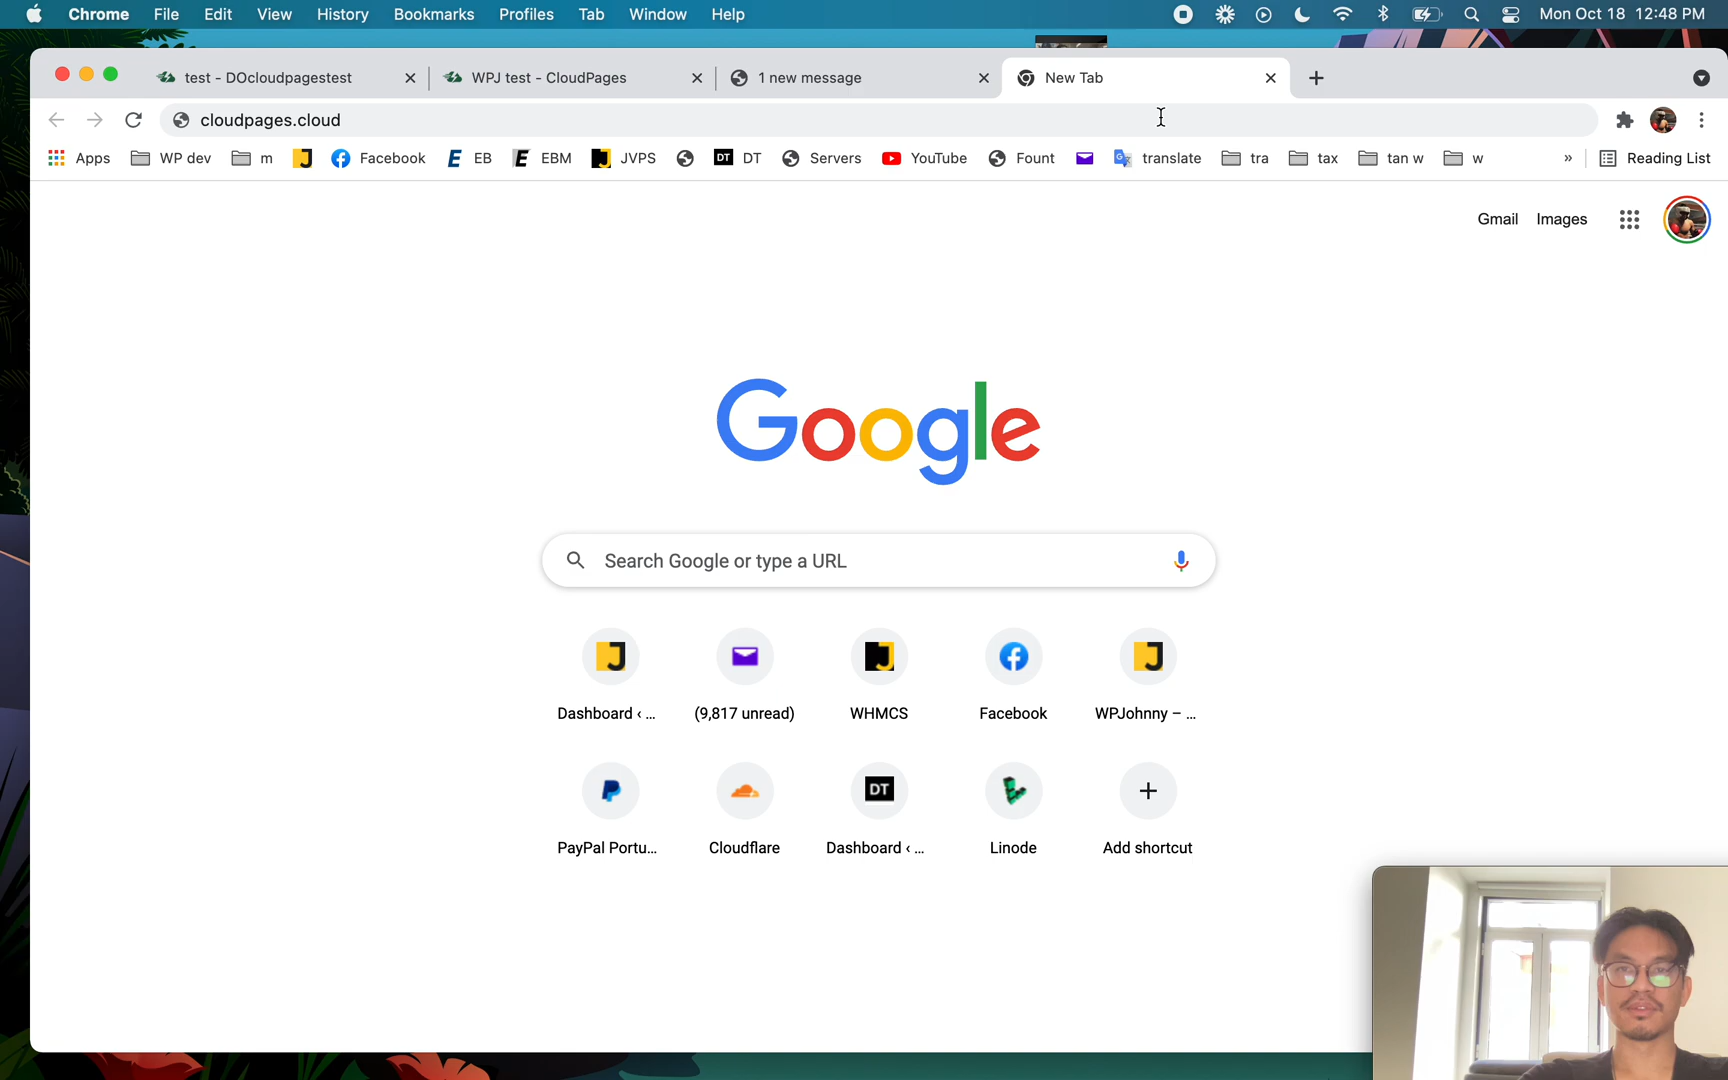 Chrome File Edit View History Bookmarks Profiles Tab Window Help Mon Oct 18 12:48 PM
test - DOcloudpagestest WPJ test - CloudPages 1 new message New Tab
cloudpages.cloud
Apps WP dev m J Facebook E EB E EBM J JVPS DT DT Servers YouTube Fount translate tra tax tan w w » Reading List
Gmail Images
Google
Search Google or type a URL
Dashboard ‹ ... (9,817 unread) WHMCS Facebook WPJohnny – ...
DT
PayPal Portu... Cloudflare Dashboard ‹ ... Linode Add shortcut